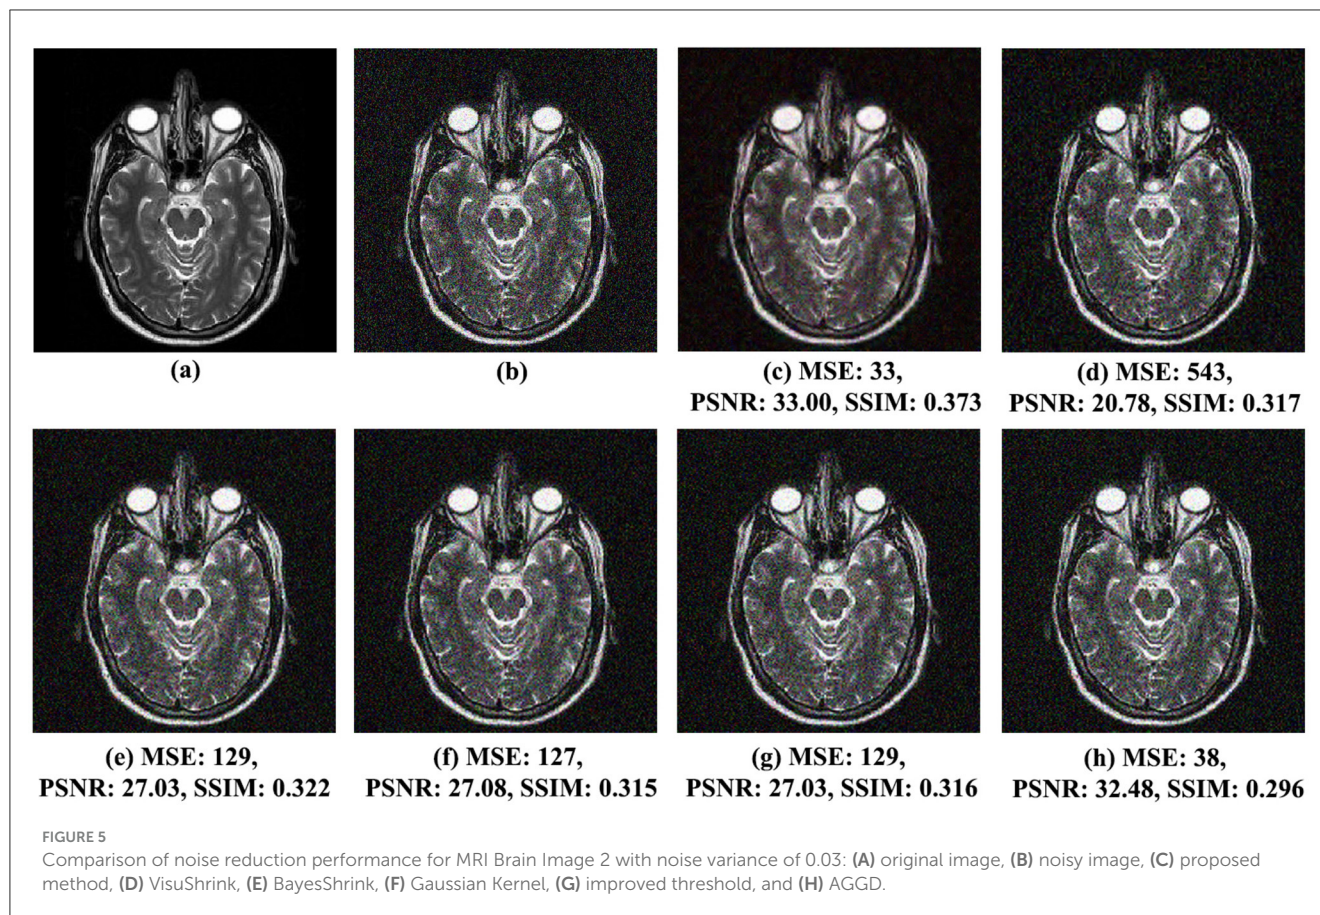 (a)
(b)
(c) MSE: 33,
PSNR: 33.00, SSIM: 0.373
(d) MSE: 543,
PSNR: 20.78, SSIM: 0.317
(e) MSE: 129,
PSNR: 27.03, SSIM: 0.322
(f) MSE: 127,
PSNR: 27.08, SSIM: 0.315
(g) MSE: 129,
PSNR: 27.03, SSIM: 0.316
(h) MSE: 38,
PSNR: 32.48, SSIM: 0.296
FIGURE 5
Comparison of noise reduction performance for MRI Brain Image 2 with noise variance of 0.03: (A) original image, (B) noisy image, (C) proposed
method, (D) VisuShrink, (E) BayesShrink, (F) Gaussian Kernel, (G) improved threshold, and (H) AGGD.